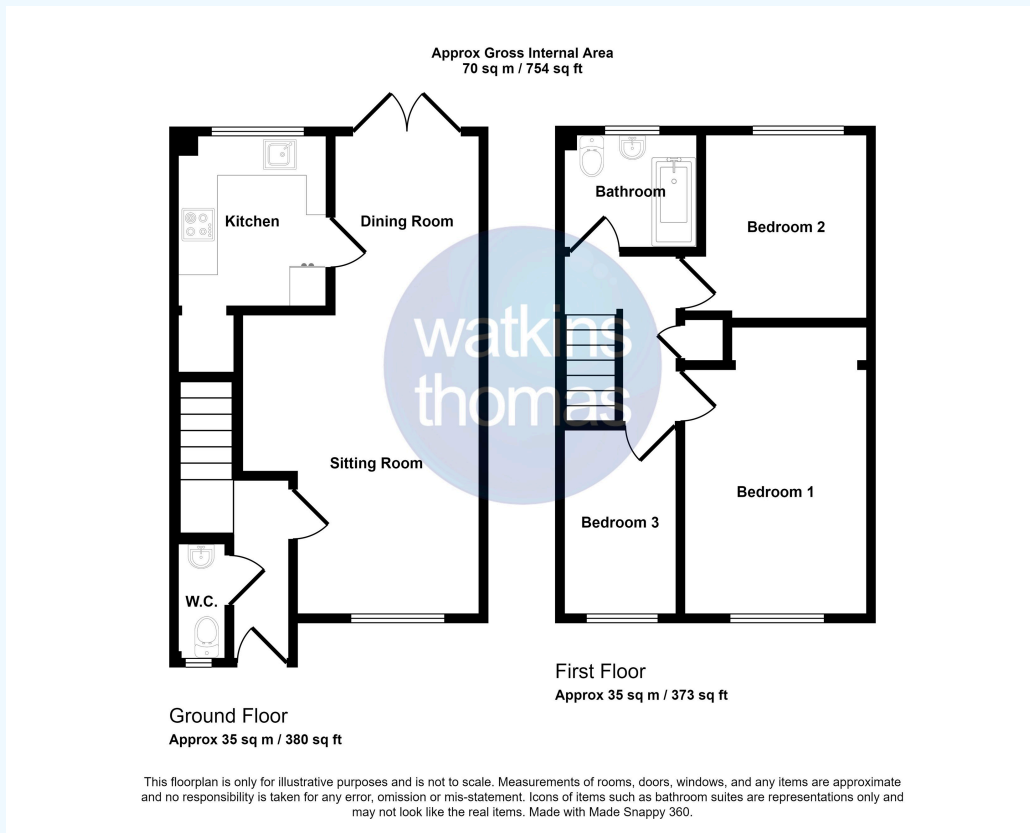 Approx Gross Internal Area
70 sq m / 754 sq ft
Kitchen
Dining Room
Sitting Room
W.C.
Bathroom
Bedroom 2
Bedroom 1
Bedroom 3
watkins
thomas
Ground Floor
Approx 35 sq m / 380 sq ft
First Floor
Approx 35 sq m / 373 sq ft
This floorplan is only for illustrative purposes and is not to scale. Measurements of rooms, doors, windows, and any items are approximate
and no responsibility is taken for any error, omission or mis-statement. Icons of items such as bathroom suites are representations only and
may not look like the real items. Made with Made Snappy 360.